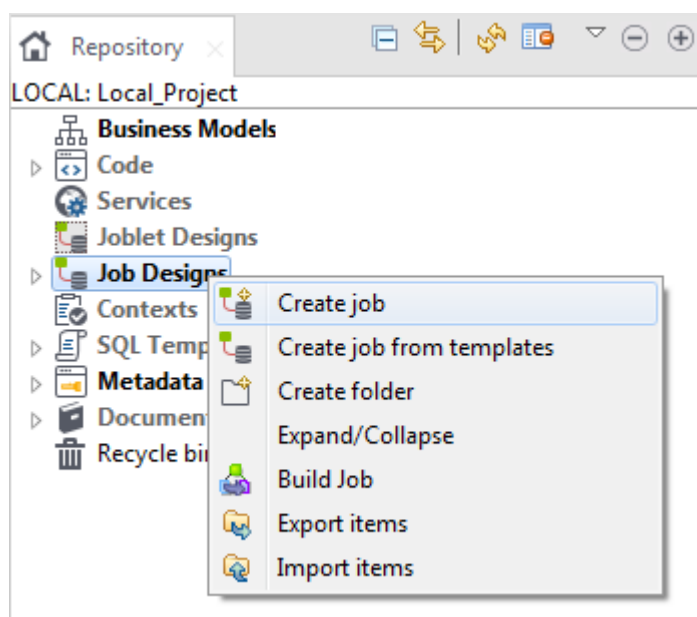 Repository
LOCAL: Local_Project
Business Models
Code
Services
Joblet Designs
Job Designs
Create job
Contexts
SQL Temp
Create job from templates
Metadata
Create folder
Documen
Expand/Collapse
Recycle bi
Build Job
Export items
Import items